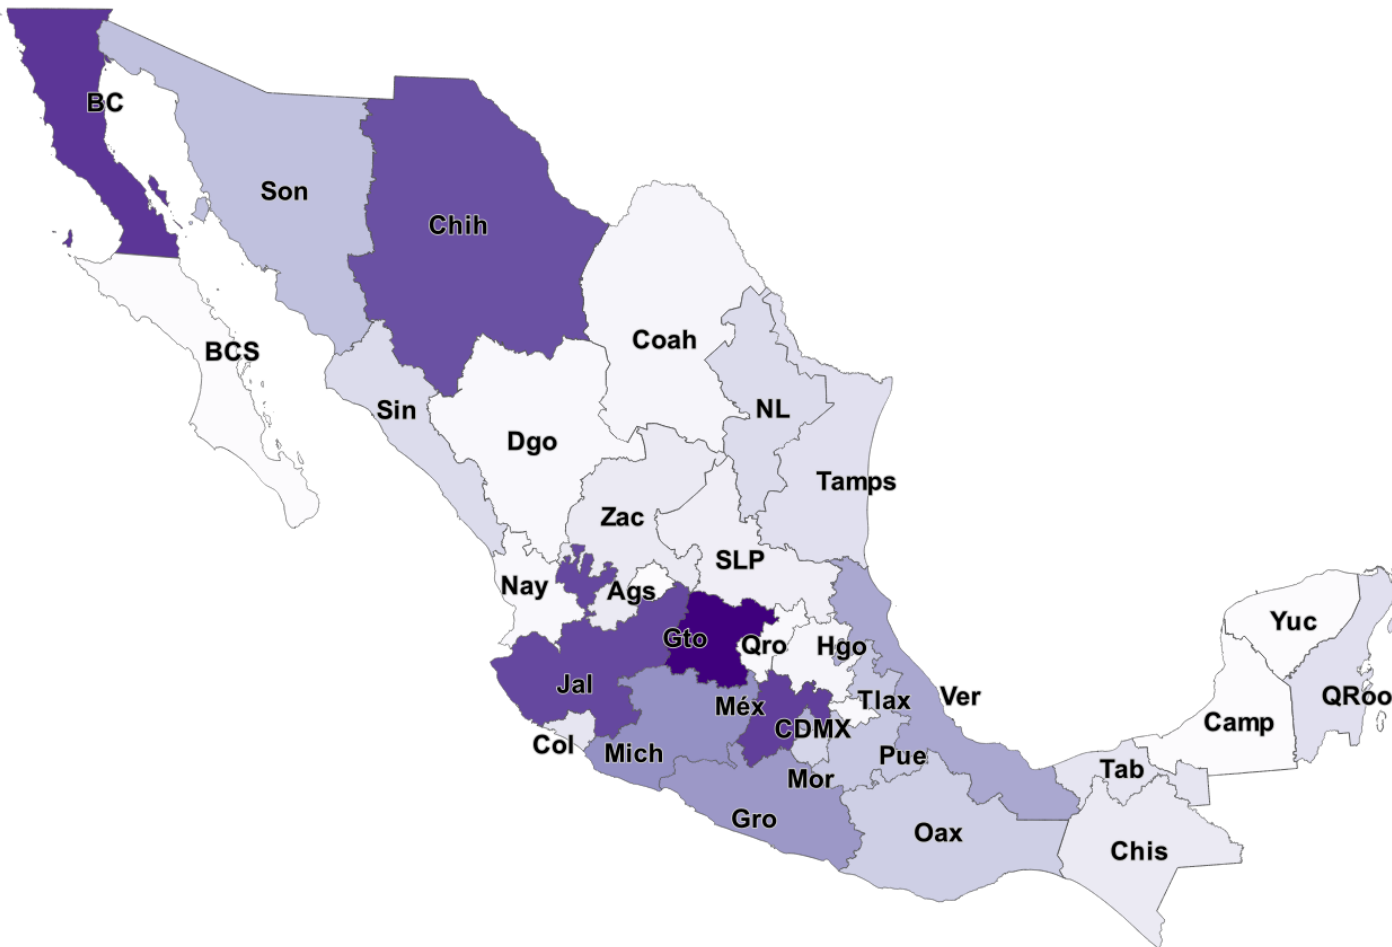 BC
Son
Chih
BCS
Coah
Sin
NL
Dgo
Tamps
Zac
SLP
Nay
Ags
Yuc
Gto
Qro
Hgo
Jal
QRoo
Tlax
Ver
Méx
Camp
CDMX
Col
Mich
Pue
Tab
Mor
Gro
Oax
Chis